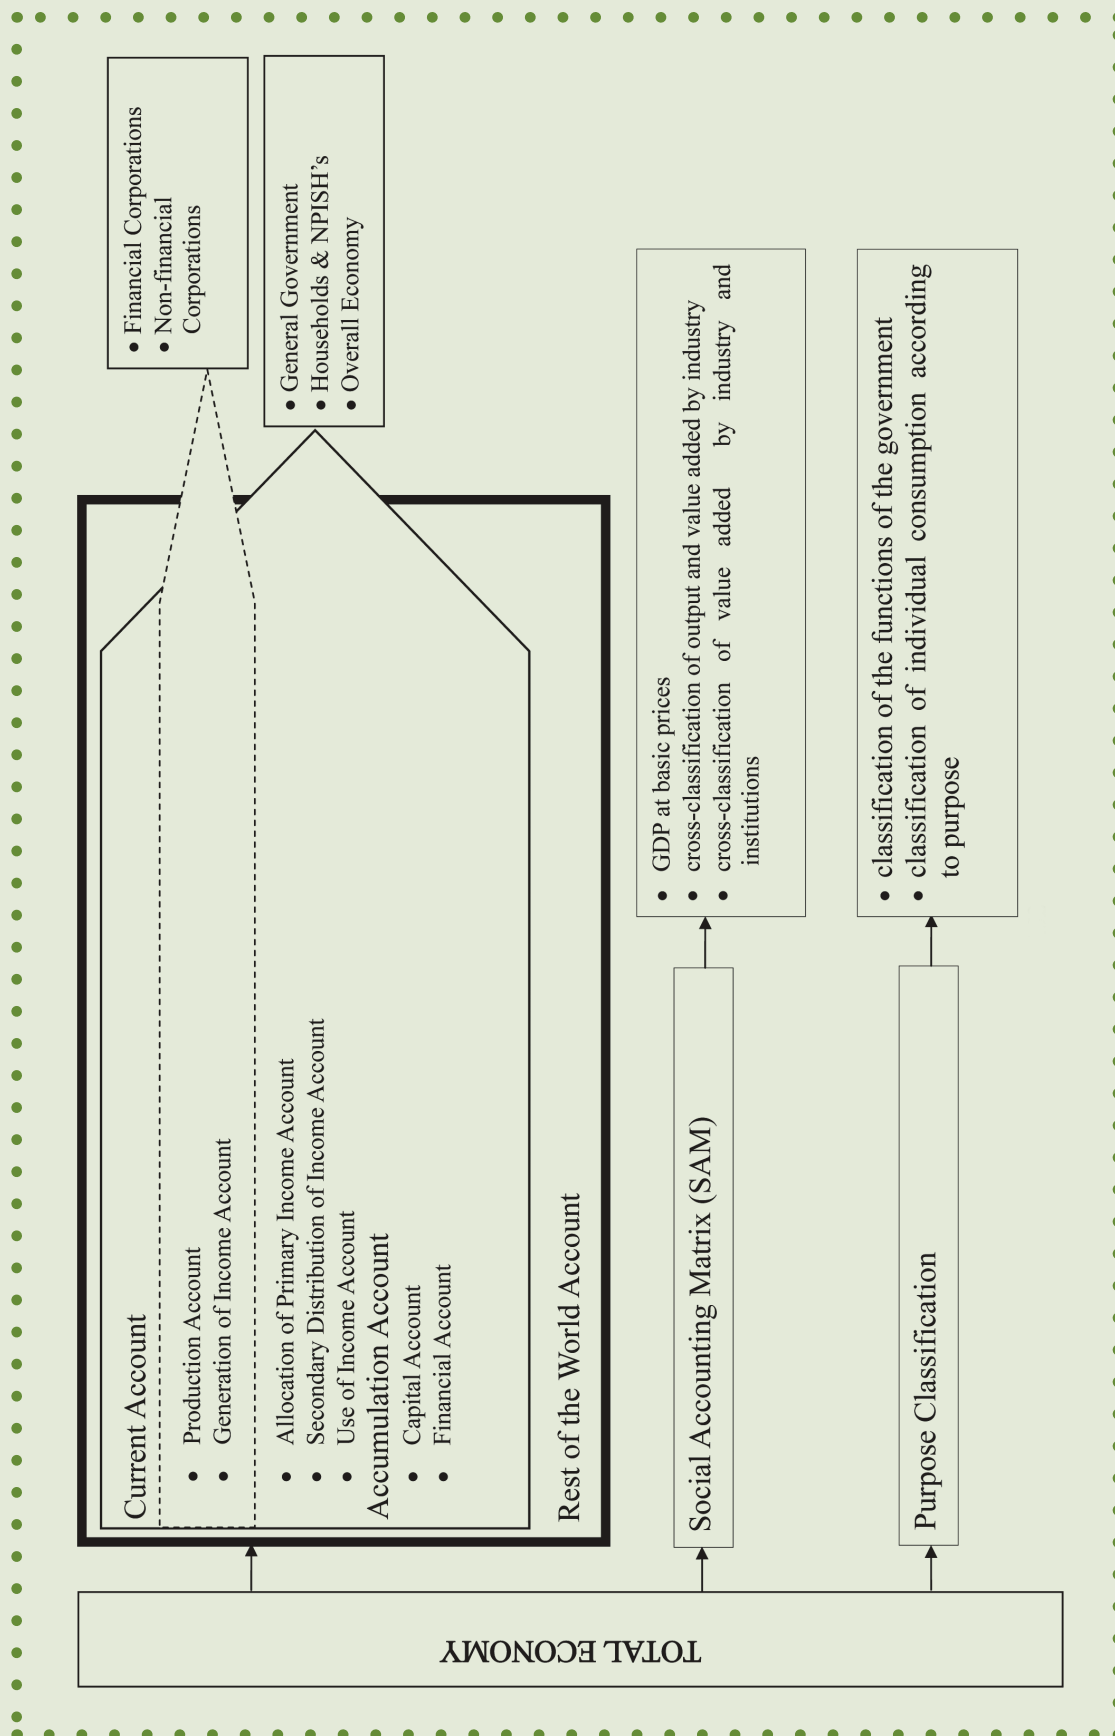 TOTAL ECONOMY
Current Account
• Production Account
• Generation of Income Account
• Allocation of Primary Income Account
• Secondary Distribution of Income Account
• Use of Income Account
Accumulation Account
• Capital Account
• Financial Account
Rest of the World Account
• Financial Corporations
• Non-financial
Corporations
• General Government
• Households & NPISH’s
• Overall Economy
Social Accounting Matrix (SAM)
• GDP at basic prices
• cross-classification of output and value added by industry
• cross-classification of value added by industry and
institutions
Purpose Classification
• classification of the functions of the government
• classification of individual consumption according
to purpose